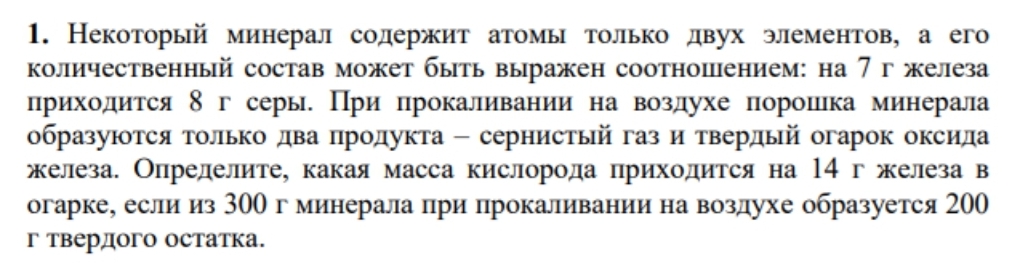 1. Некоторый минерал содержит атомы только двух элементов, а его
количественный состав может быть выражен соотношением: на 7 г железа
приходится 8 г серы. При прокаливании на воздухе порошка минерала
образуются только два продукта – сернистый газ и твердый огарок оксида
железа. Определите, какая масса кислорода приходится на 14 г железа в
огарке, если из 300 г минерала при прокаливании на воздухе образуется 200
г твердого остатка.